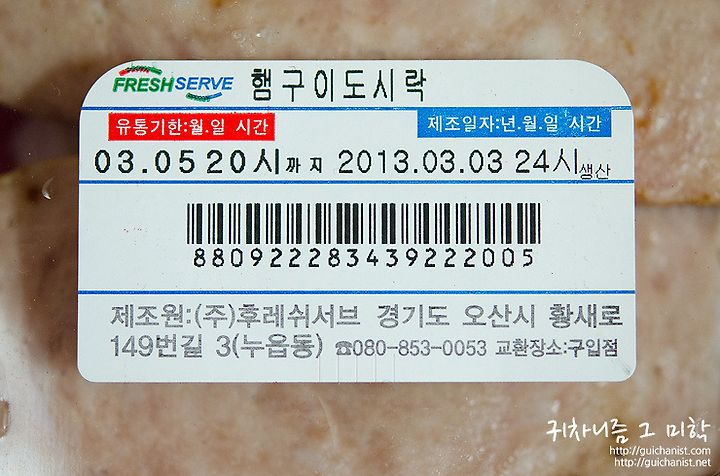 FRESHSERVE 햄구이도시락
유통기한:월.일 시간 제조일자:년.월.일 시간
03.05 20시까지 2013.03.03 24시생산
8809222834392​22005
제조원:(주)후레쉬서브 경기도 오산시 황새로
149번길 3(누읍동) ☎080-853-0053 교환장소:구입점
귀차니즘 그 미학
http://guichanist.com
http://guichanist.net